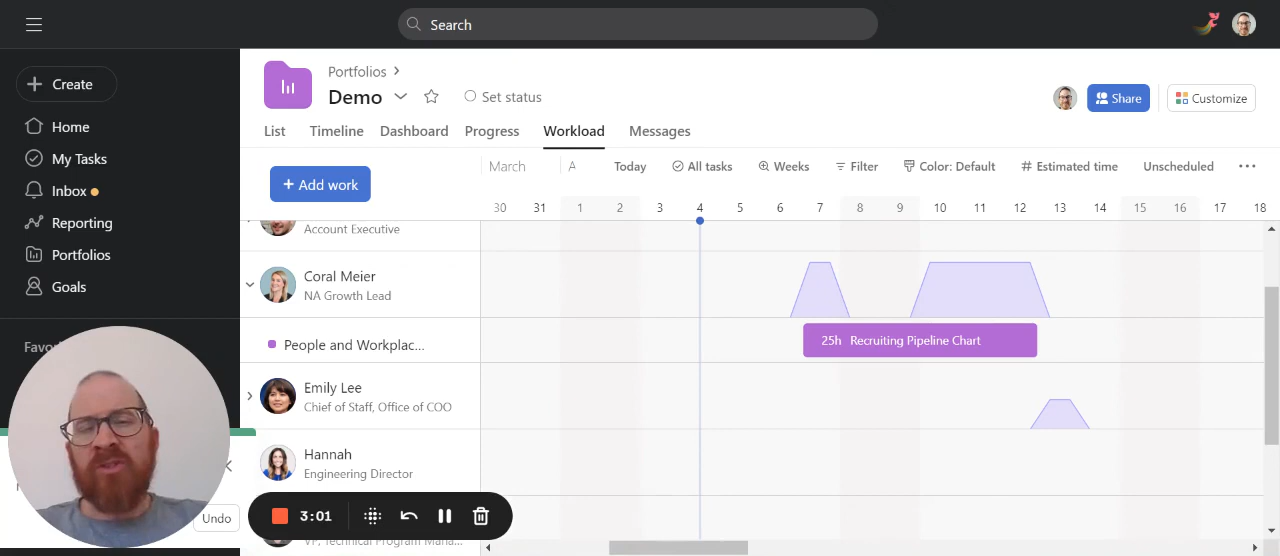 Search
Create
Home
My Tasks
Inbox
Reporting
Portfolios
Goals
Portfolios
Demo
Set status
Share
Customize
List Timeline Dashboard Progress Workload Messages
+ Add work
March A Today All tasks Weeks Filter Color: Default # Estimated time Unscheduled
30 31 1 2 3 4 5 6 7 8 9 10 11 12 13 14 15 16 17 18
Account Executive
Coral Meier
NA Growth Lead
People and Workplac...
25h Recruiting Pipeline Chart
Emily Lee
Chief of Staff, Office of COO
Hannah
Engineering Director
Undo
3:01
VP, Technical Program Mana...